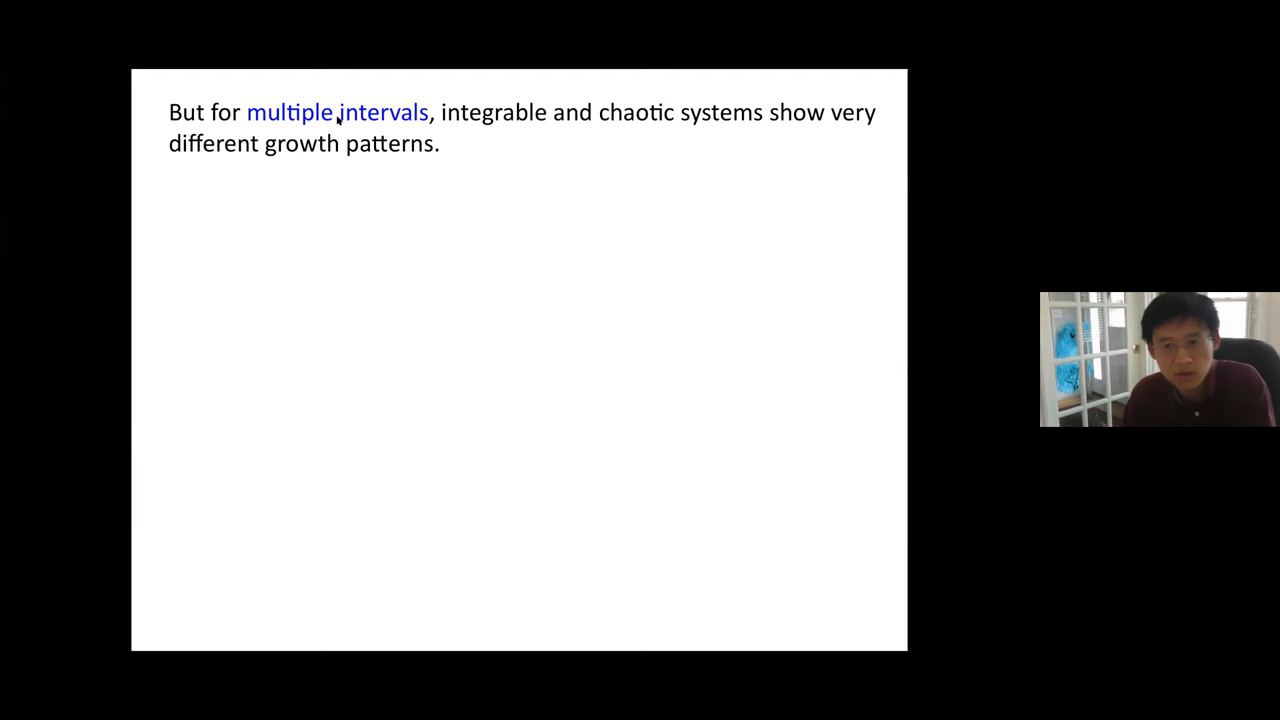 But for multiple intervals, integrable and chaotic systems show very
different growth patterns.